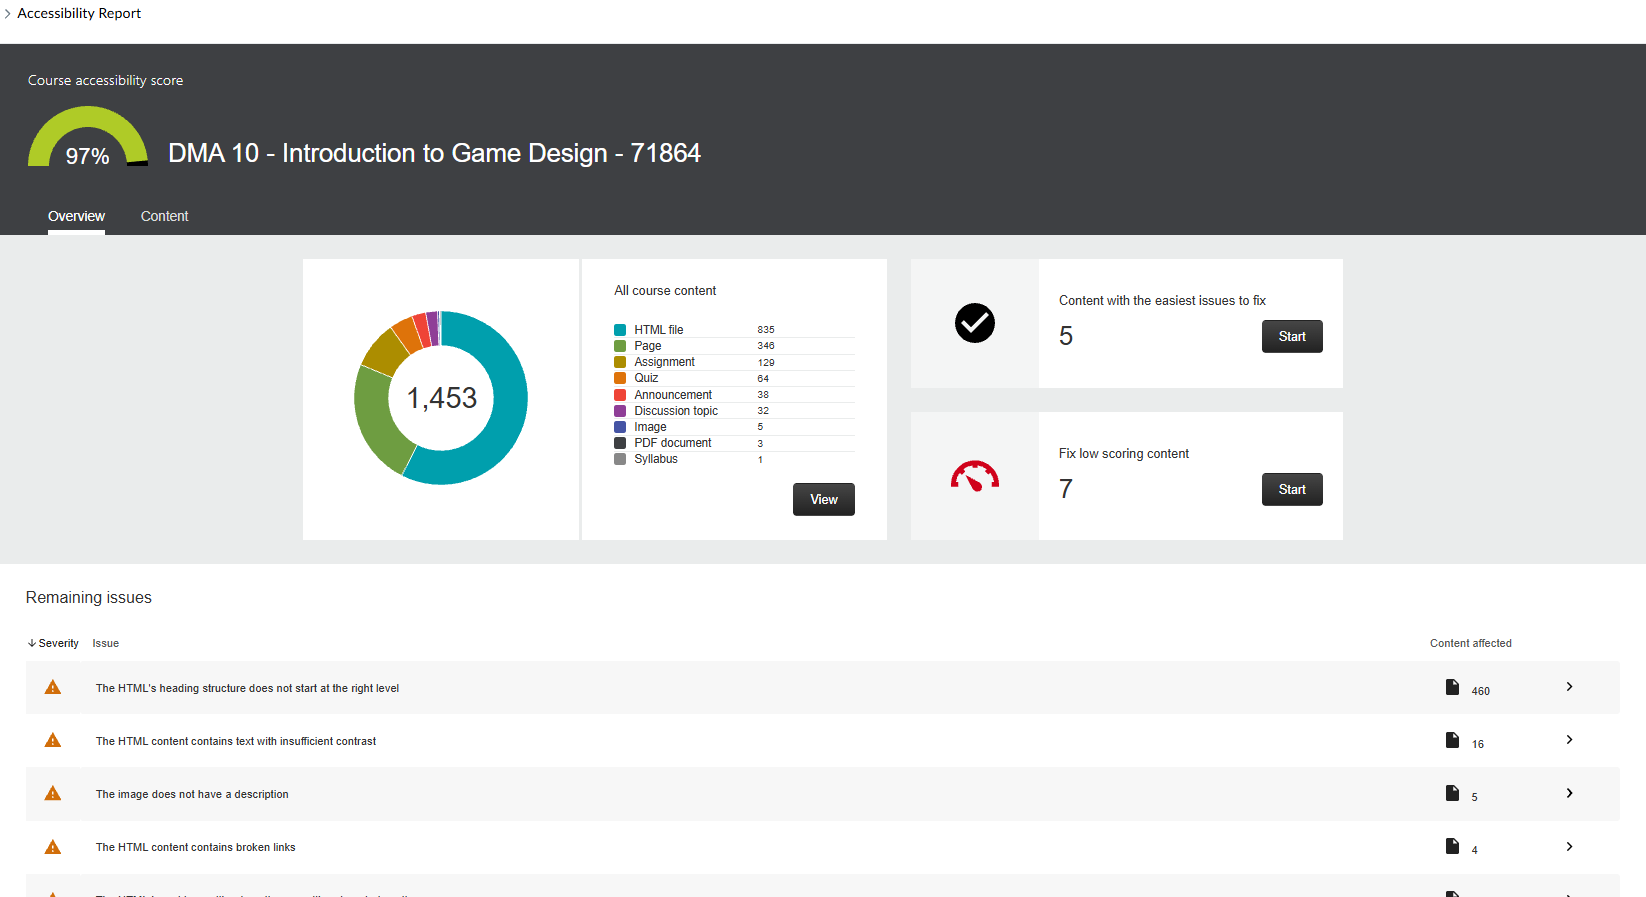 Accessibility Report
Course accessibility score
97%
DMA 10 - Introduction to Game Design - 71864
Overview
Content
1,453
All course content
HTML file 835
Page 346
Assignment 129
Quiz 64
Announcement 38
Discussion topic 32
Image 5
PDF document 3
Syllabus 1
View
Content with the easiest issues to fix
5
Start
Fix low scoring content
7
Start
Remaining issues
Severity Issue Content affected
The HTML's heading structure does not start at the right level 460
The HTML content contains text with insufficient contrast 16
The image does not have a description 5
The HTML content contains broken links 4